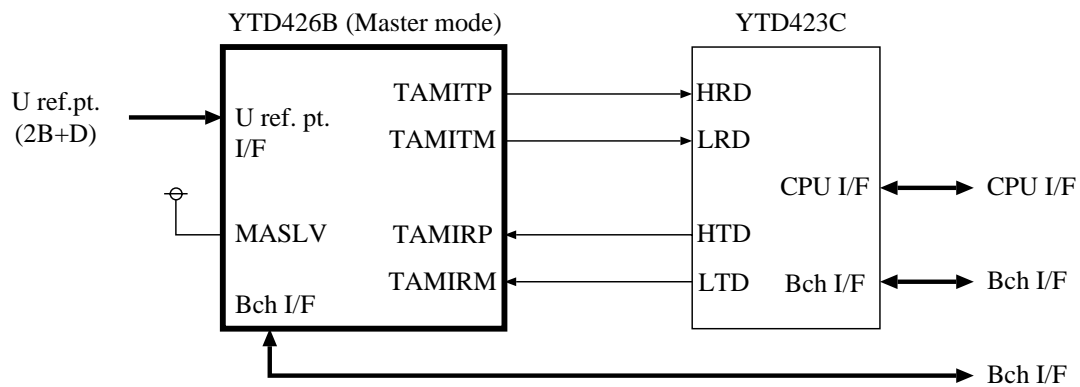 YTD426B (Master mode)
YTD423C
U ref.pt.
(2B+D)
U ref. pt.
I/F
MASLV
Bch I/F
TAMITP
TAMITM
TAMIRP
TAMIRM
HRD
LRD
HTD
LTD
CPU I/F
Bch I/F
CPU I/F
Bch I/F
Bch I/F